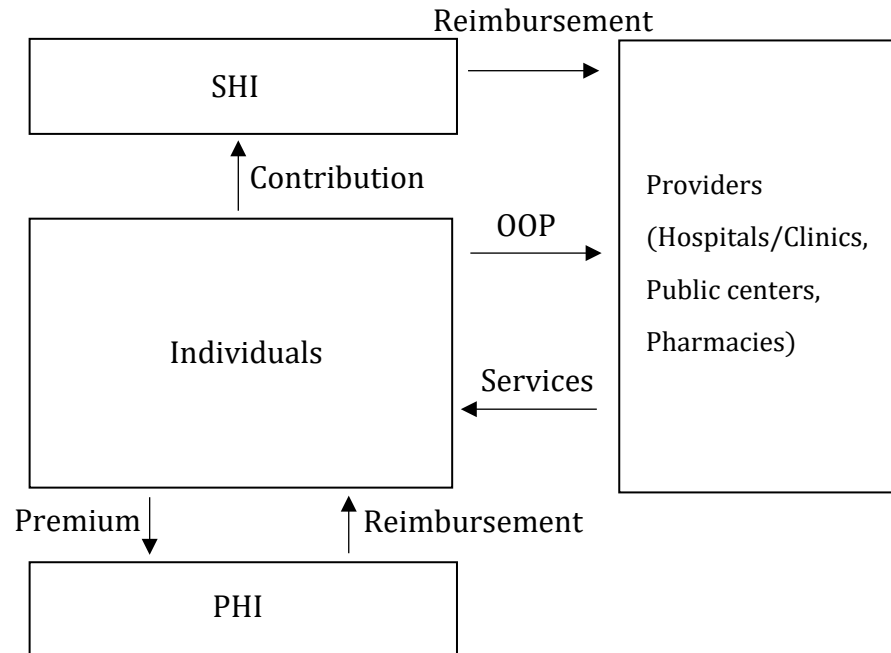 Reimbursement
SHI
Contribution
Providers
(Hospitals/Clinics,
Public centers,
Pharmacies)
OOP
Individuals
Services
Premium
Reimbursement
PHI